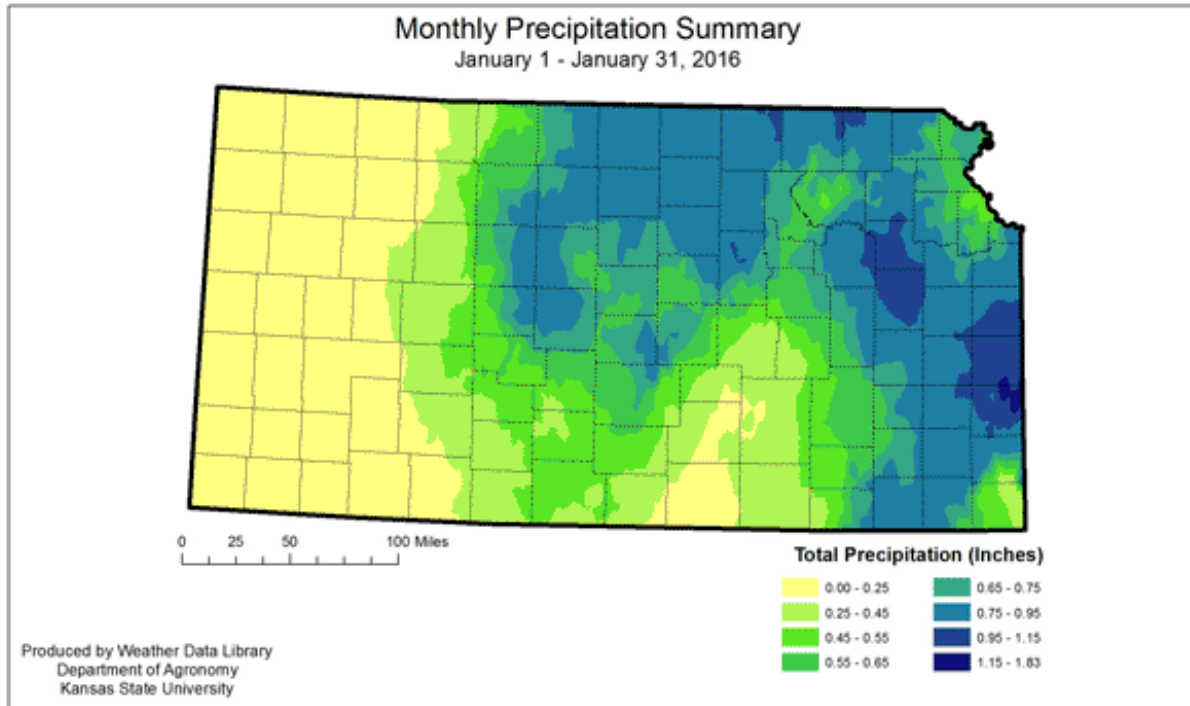 Monthly Precipitation Summary
January 1 - January 31, 2016
0 25 50 100 Miles
Total Precipitation (Inches)
0.00 - 0.25
0.25 - 0.45
0.45 - 0.55
0.55 - 0.65
0.65 - 0.75
0.75 - 0.95
0.95 - 1.15
1.15 - 1.83
Produced by Weather Data Library
Department of Agronomy
Kansas State University